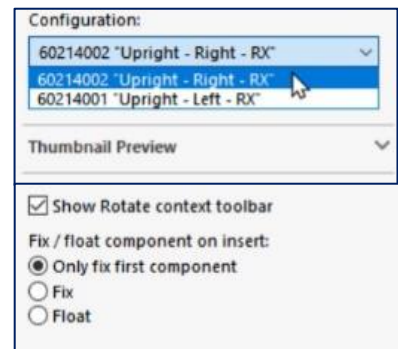 Configuration:
60214002 "Upright - Right - RX"
60214002 "Upright - Right - RX"
60214001 "Upright - Left - RX"
Thumbnail Preview
Show Rotate context toolbar
Fix / float component on insert:
Only fix first component
Fix
Float